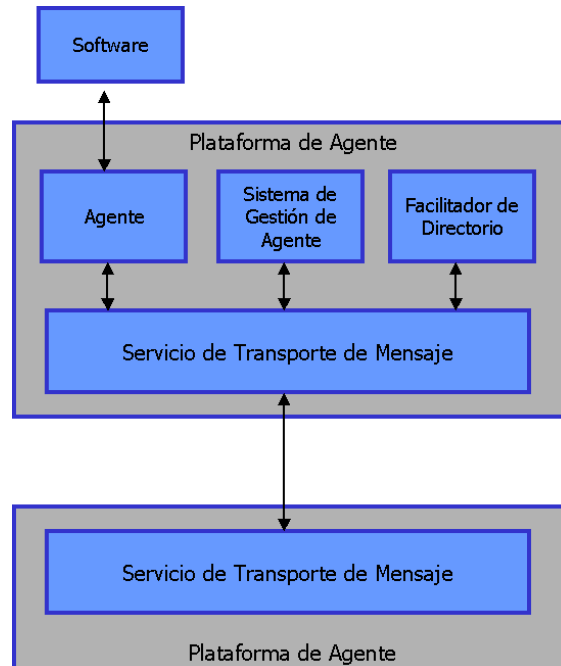 Software
Plataforma de Agente
Agente
Sistema de
Gestión de
Agente
Facilitador de
Directorio
Servicio de Transporte de Mensaje
Servicio de Transporte de Mensaje
Plataforma de Agente